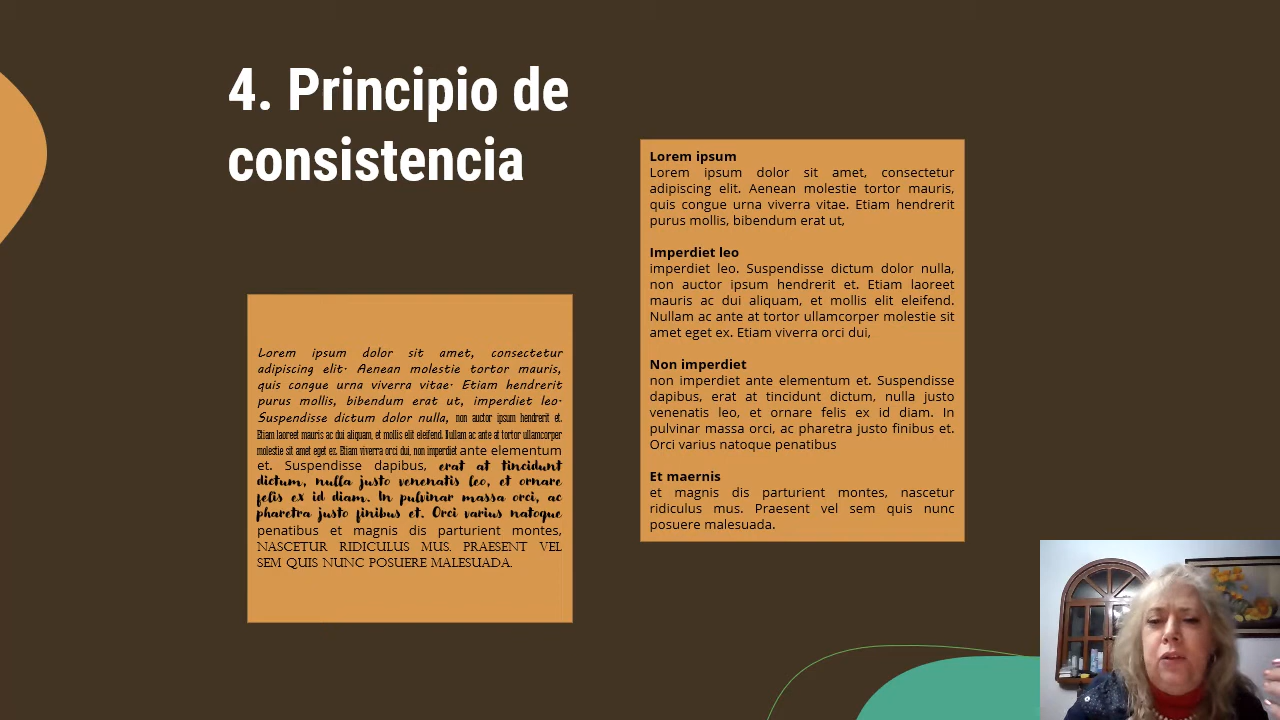 4. Principio de
consistencia
Lorem ipsum dolor sit amet, consectetur
adipiscing elit. Aenean molestie tortor mauris,
quis congue urna viverra vitae. Etiam hendrerit
purus mollis, bibendum erat ut, imperdiet leo.
Suspendisse dictum dolor nulla, non auctor ipsum hendrerit et.
Etiam laoreet mauris ac dui aliquam, et mollis elit eleifend. Nullam ac ante at tortor ullamcorper
molestie sit amet eget ex. Etiam viverra orci dui, non imperdiet ante elementum
et. Suspendisse dapibus, erat at tincidunt
dictum, nulla justo venenatis leo, et ornare
felis ex id diam. In pulvinar massa orci, ac
pharetra justo finibus et. Orci varius natoque
penatibus et magnis dis parturient montes,
NASCETUR RIDICULUS MUS. PRAESENT VEL
SEM QUIS NUNC POSUERE MALESUADA.
Lorem ipsum
Lorem ipsum dolor sit amet, consectetur
adipiscing elit. Aenean molestie tortor mauris,
quis congue urna viverra vitae. Etiam hendrerit
purus mollis, bibendum erat ut,
Imperdiet leo
imperdiet leo. Suspendisse dictum dolor nulla,
non auctor ipsum hendrerit et. Etiam laoreet
mauris ac dui aliquam, et mollis elit eleifend.
Nullam ac ante at tortor ullamcorper molestie sit
amet eget ex. Etiam viverra orci dui,
Non imperdiet
non imperdiet ante elementum et. Suspendisse
dapibus, erat at tincidunt dictum, nulla justo
venenatis leo, et ornare felis ex id diam. In
pulvinar massa orci, ac pharetra justo finibus et.
Orci varius natoque penatibus
Et maernis
et magnis dis parturient montes, nascetur
ridiculus mus. Praesent vel sem quis nunc
posuere malesuada.